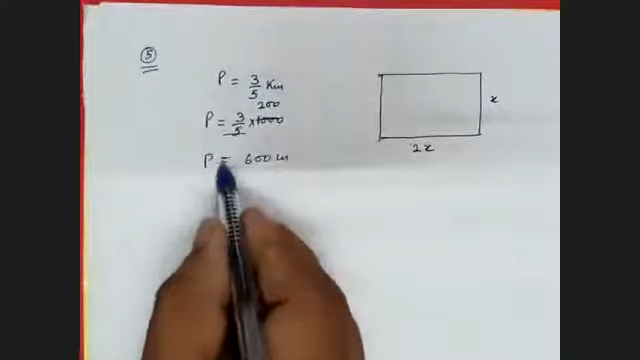 5
P = 3/5 Km
200
P = 3/5 × 1000
P = 600 m
x
2x